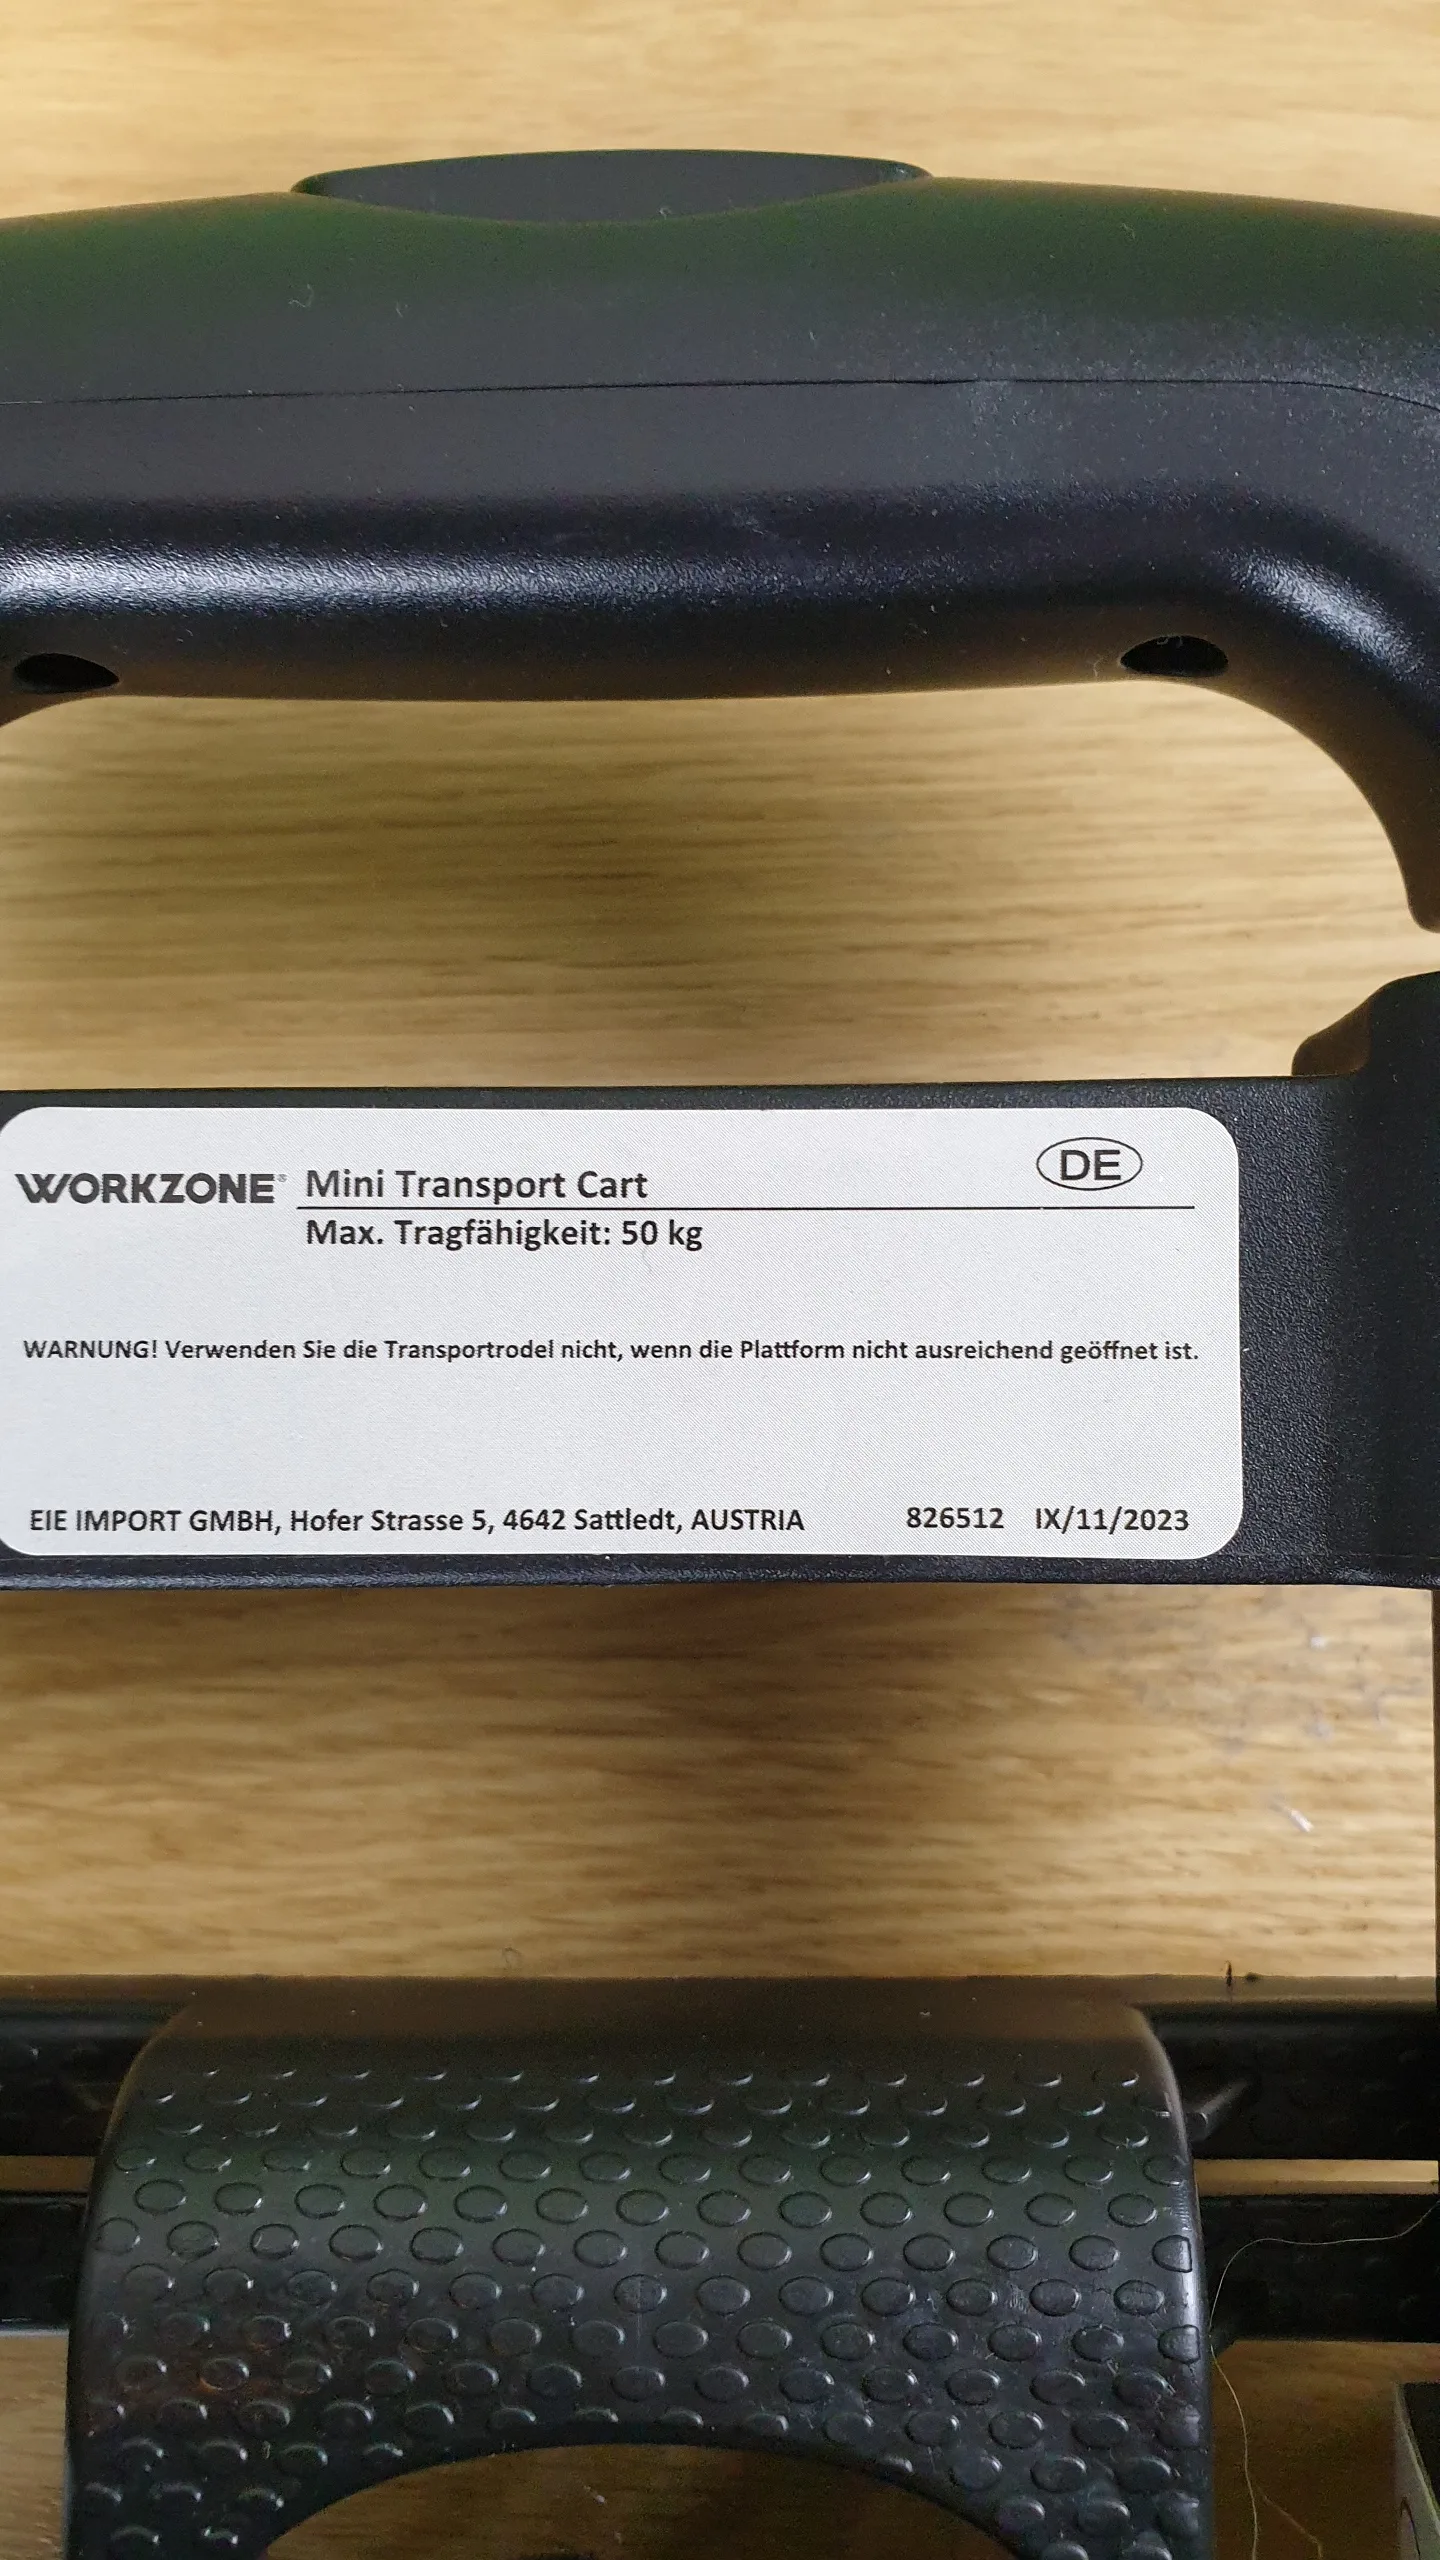 WORKZONE® Mini Transport Cart DE
Max. Tragfähigkeit: 50 kg
WARNUNG! Verwenden Sie die Transportrodel nicht, wenn die Plattform nicht ausreichend geöffnet ist.
EIE IMPORT GMBH, Hofer Strasse 5, 4642 Sattledt, AUSTRIA 826512 IX/11/2023